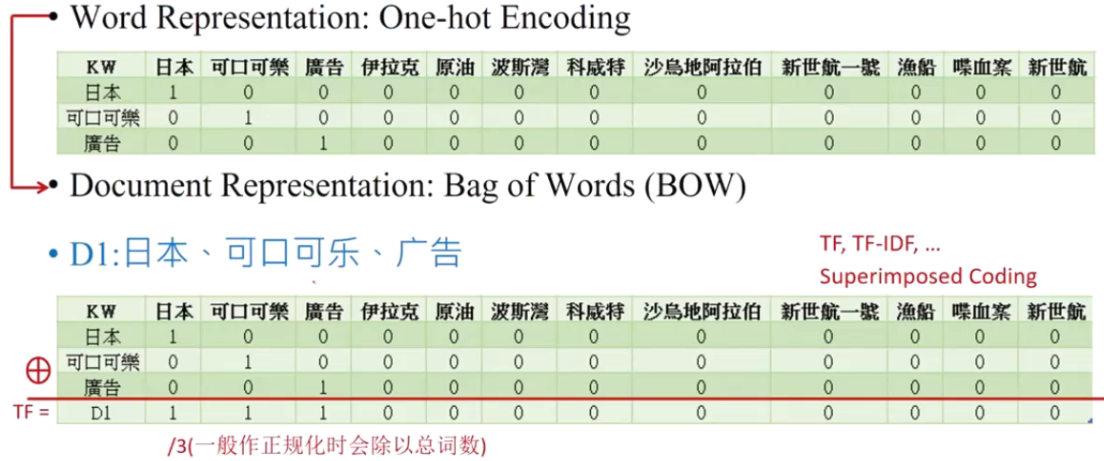 • Word Representation: One-hot Encoding
KW 日本 可口可樂 廣告 伊拉克 原油 波斯灣 科威特 沙烏地阿拉伯 新世航一號 漁船 喋血案 新世航
日本 1 0 0 0 0 0 0 0 0 0 0 0
可口可樂 0 1 0 0 0 0 0 0 0 0 0 0
廣告 0 0 1 0 0 0 0 0 0 0 0 0
• Document Representation: Bag of Words (BOW)
• D1:日本、可口可乐、广告
TF, TF-IDF, ...
Superimposed Coding
KW 日本 可口可樂 廣告 伊拉克 原油 波斯灣 科威特 沙烏地阿拉伯 新世航一號 漁船 喋血案 新世航
日本 1 0 0 0 0 0 0 0 0 0 0 0
⊕ 可口可樂 0 1 0 0 0 0 0 0 0 0 0 0
廣告 0 0 1 0 0 0 0 0 0 0 0 0
TF = D1 1 1 1 0 0 0 0 0 0 0 0 0
/3(一般作正规化时会除以总词数)